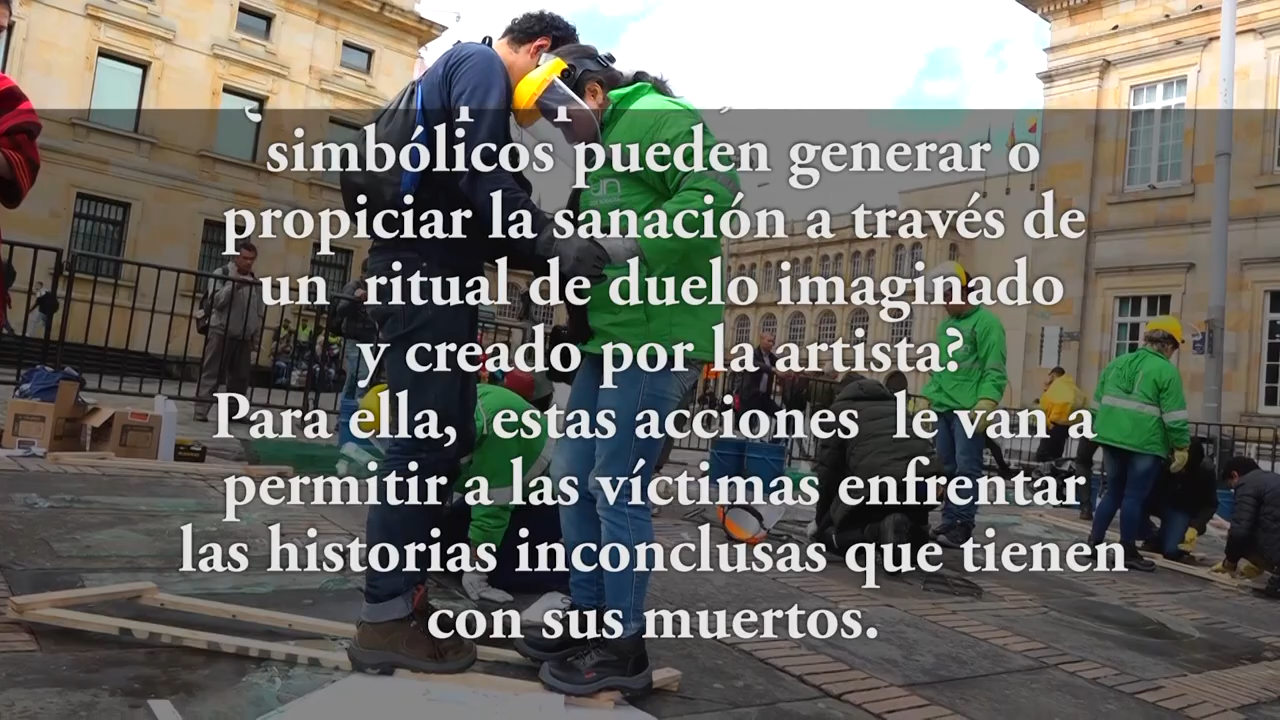 simbólicos pueden generar o
propiciar la sanación a través de
un ritual de duelo imaginado
y creado por la artista?
Para ella, estas acciones le van a
permitir a las víctimas enfrentar
las historias inconclusas que tienen
con sus muertos.